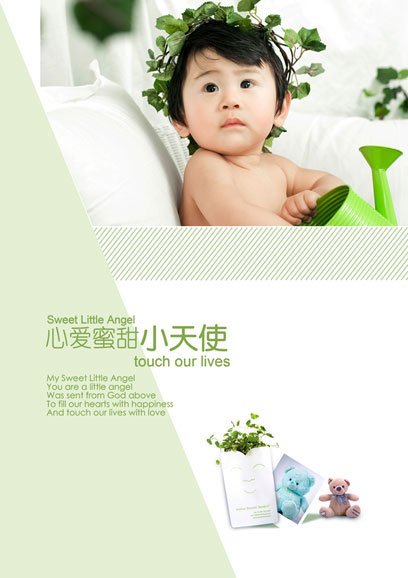 Sweet Little Angel
心爱蜜甜小天使
touch our lives
My Sweet Little Angel
You are a little angel
Was sent from God above
To fill our hearts with happiness
And touch our lives with love